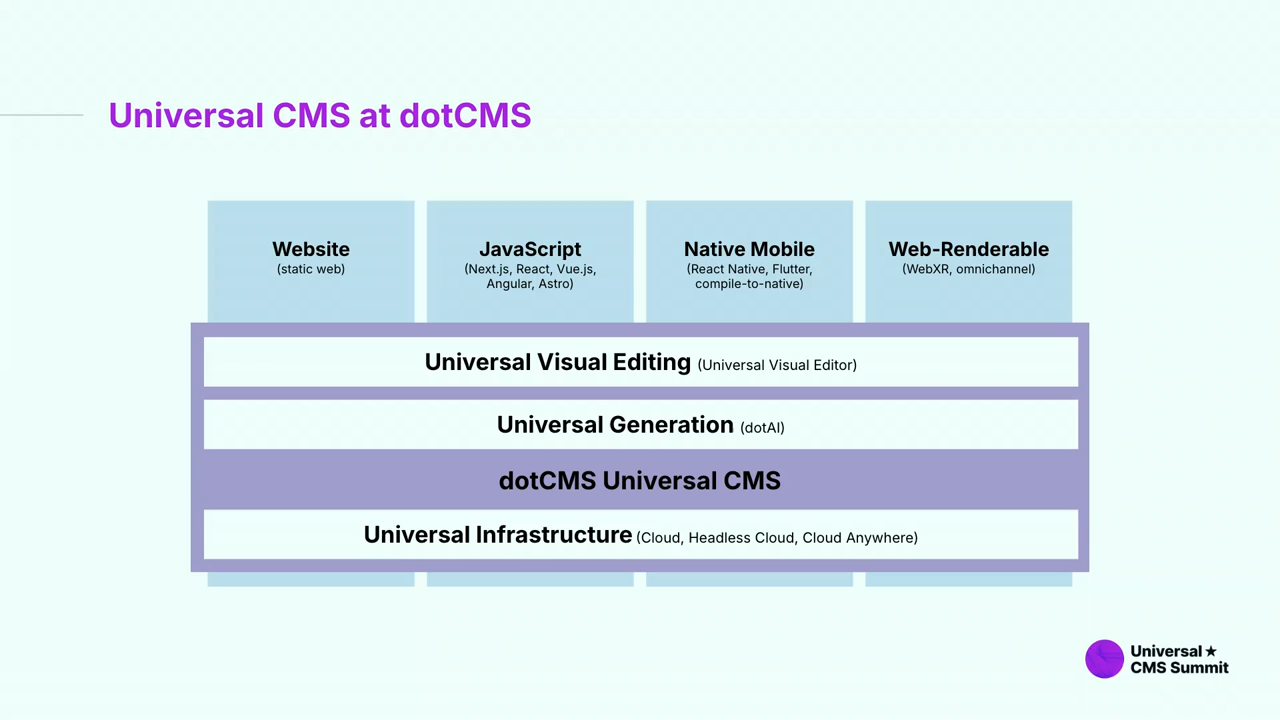 Universal CMS at dotCMS
Website
(static web)
JavaScript
(Next.js, React, Vue.js,
Angular, Astro)
Native Mobile
(React Native, Flutter,
compile-to-native)
Web-Renderable
(WebXR, omnichannel)
Universal Visual Editing (Universal Visual Editor)
Universal Generation (dotAI)
dotCMS Universal CMS
Universal Infrastructure (Cloud, Headless Cloud, Cloud Anywhere)
Universal★
CMS Summit